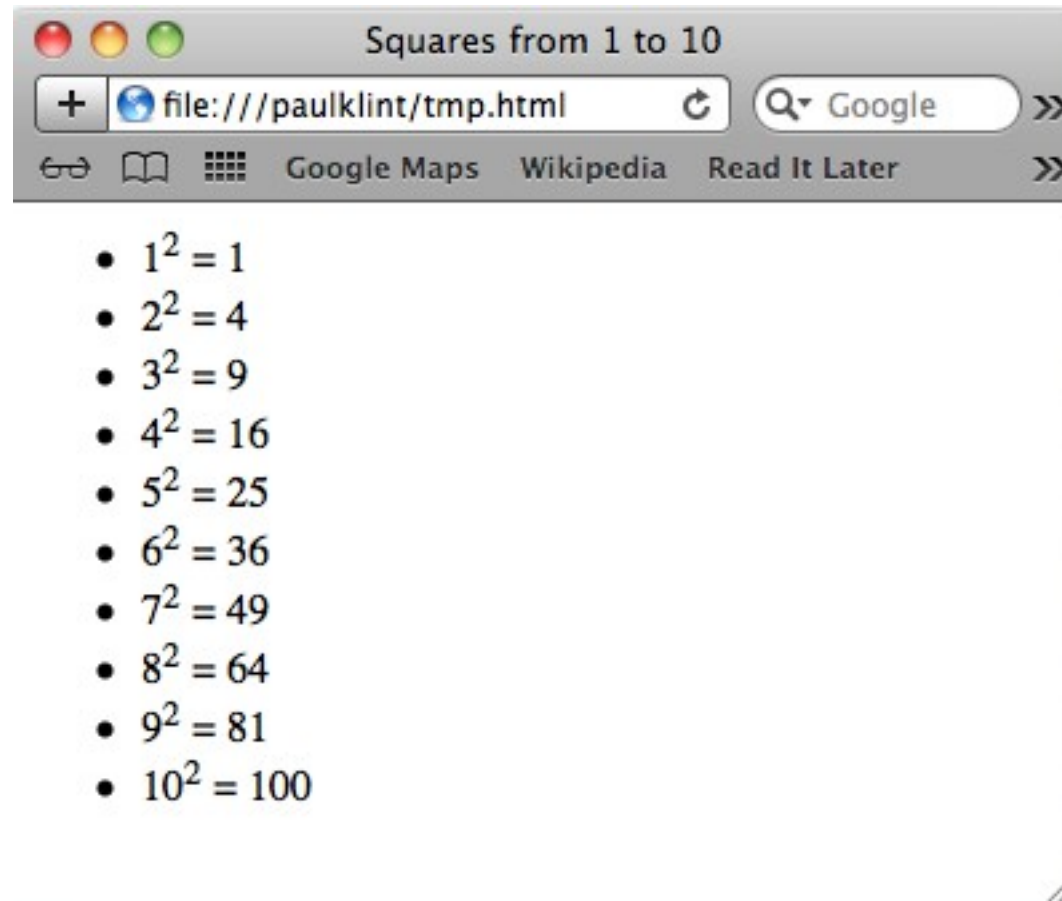 Squares from 1 to 10
+ file:///paulklint/tmp.html Google »
Google Maps Wikipedia Read It Later »
• 1² = 1
• 2² = 4
• 3² = 9
• 4² = 16
• 5² = 25
• 6² = 36
• 7² = 49
• 8² = 64
• 9² = 81
• 10² = 100